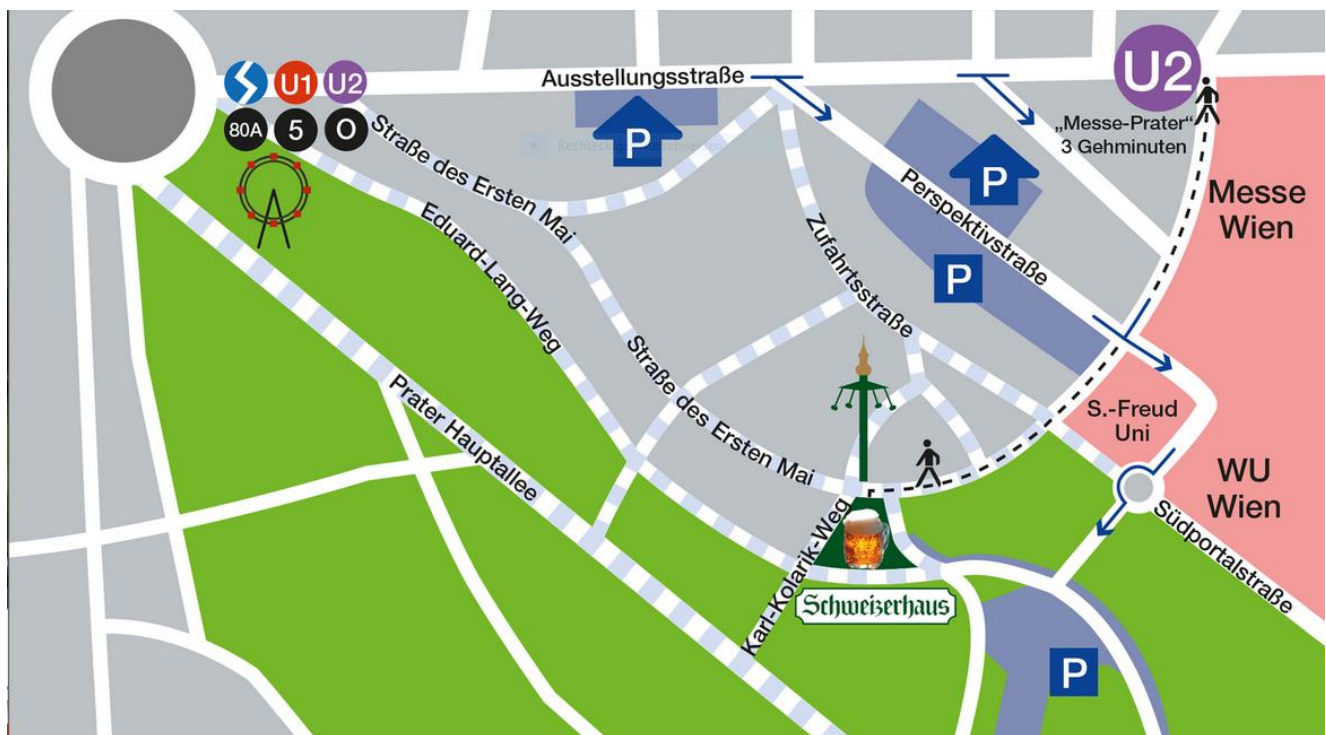 U1
U2
80A
5
O
Ausstellungsstraße
P
P
U2
„Messe-Prater“
3 Gehminuten
Straße des Ersten Mai
Eduard-Lang-Weg
Zufahrtsstraße
Perspektivstraße
P
Messe
Wien
Prater Hauptallee
Straße des Ersten Mai
S.-Freud
Uni
WU
Wien
Südportalstraße
Karl-Kolarik-Weg
Schweizerhaus
P